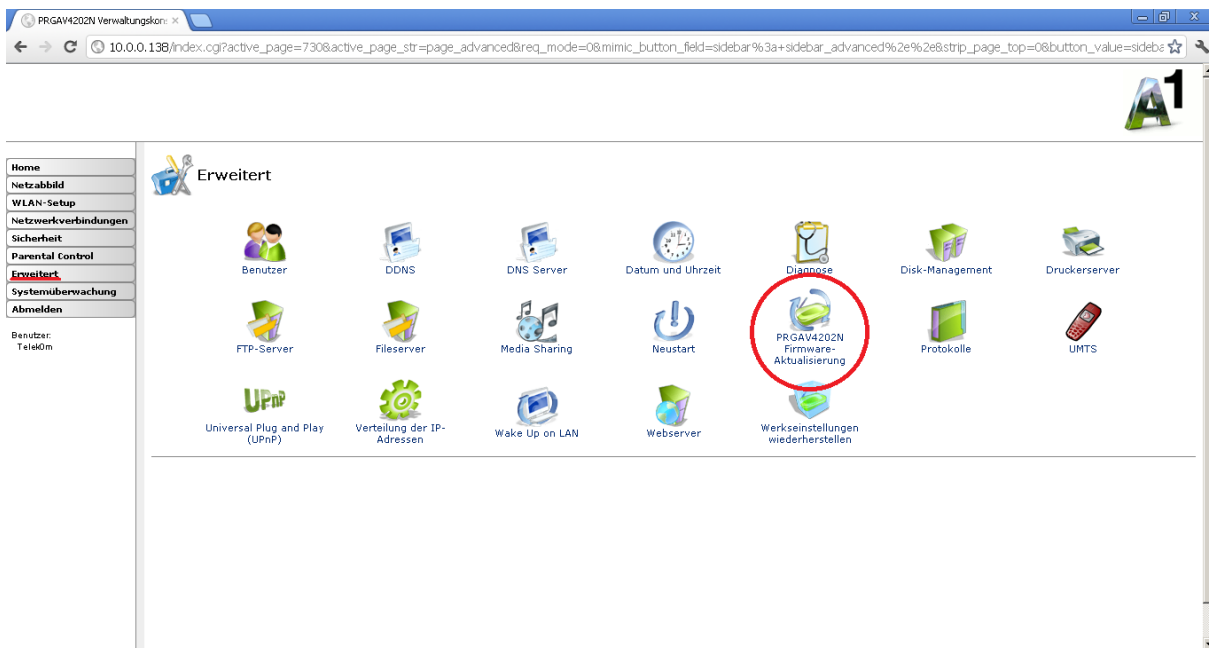 PRGAV4202N Verwaltungskons
10.0.0.138/index.cgi?active_page=730&active_page_str=page_advanced&req_mode=0&mimic_button_field=sidebar%3a+sidebar_advanced%2e%2e&strip_page_top=0&button_value=sideba
A1
Home
Netzabbild
WLAN-Setup
Netzwerkverbindungen
Sicherheit
Parental Control
Erweitert
Systemüberwachung
Abmelden
Benutzer:
Telek0m
Erweitert
Benutzer
DDNS
DNS Server
Datum und Uhrzeit
Diagnose
Disk-Management
Druckerserver
FTP-Server
Fileserver
Media Sharing
Neustart
PRGAV4202N
Firmware-
Aktualisierung
Protokolle
UMTS
UPnP
Universal Plug and Play
(UPnP)
Verteilung der IP-
Adressen
Wake Up on LAN
Webserver
Werkseinstellungen
wiederherstellen